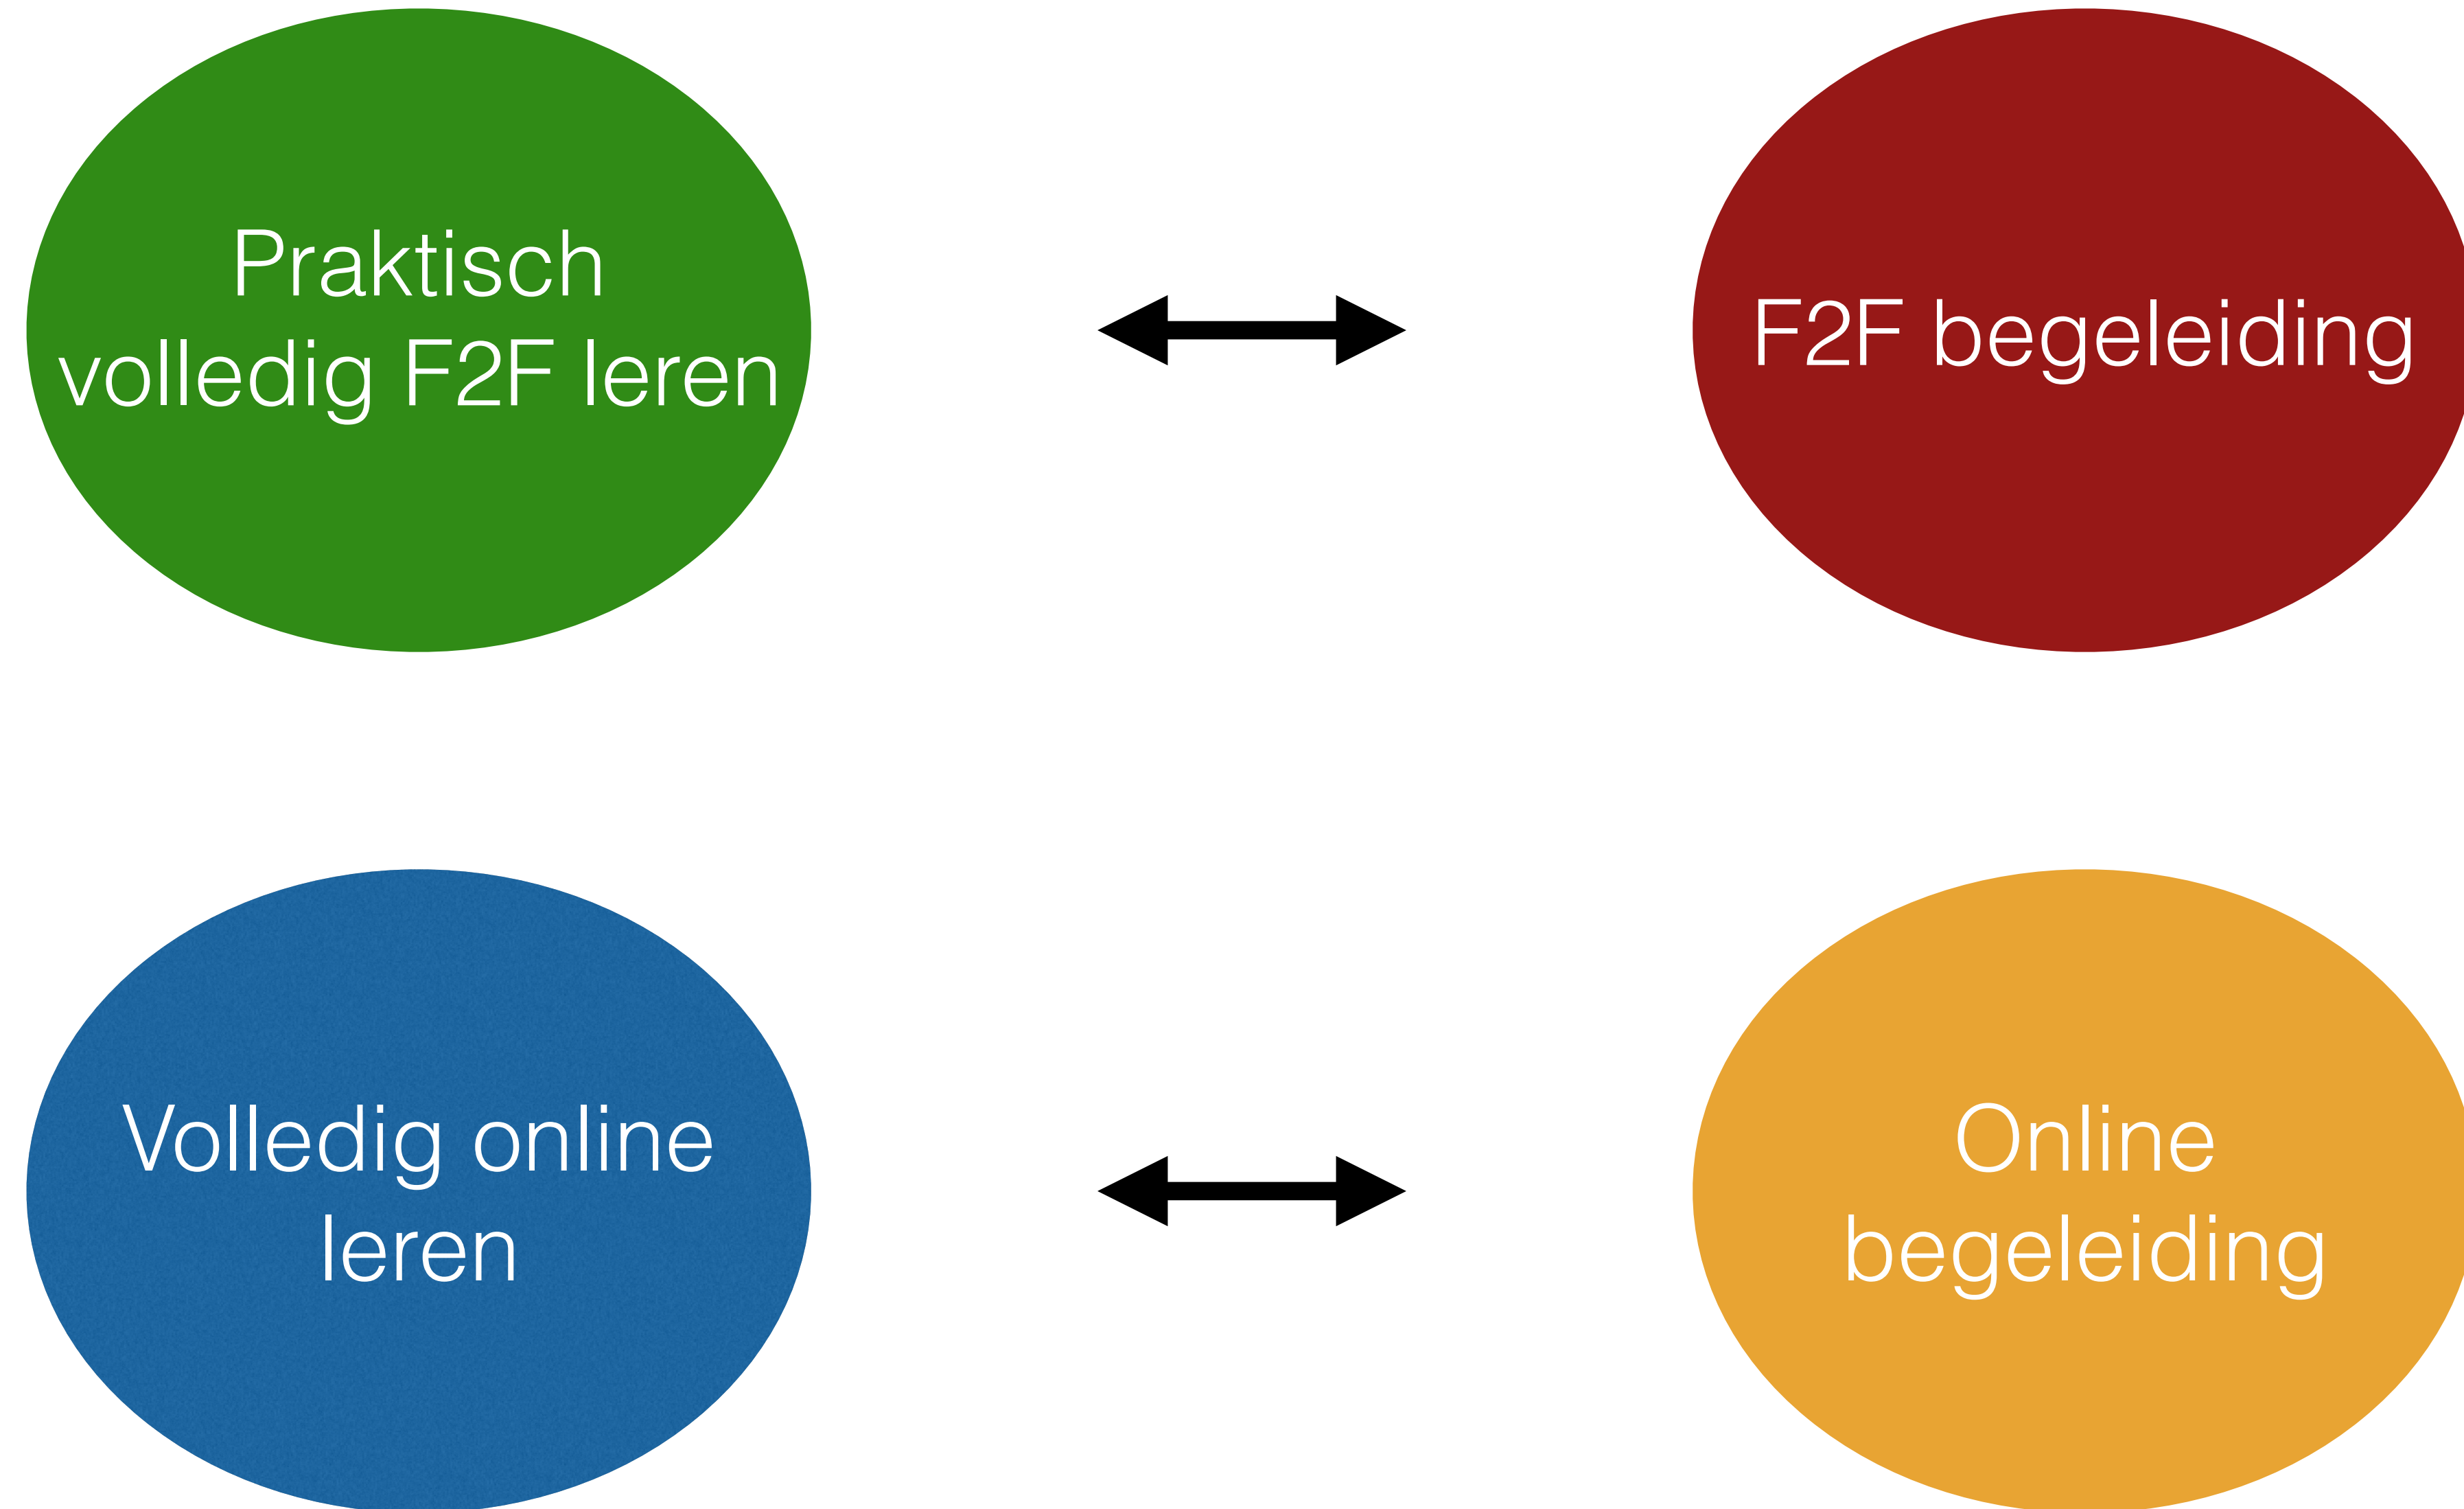 Praktisch
volledig F2F leren
F2F begeleiding
Volledig online
leren
Online
begeleiding